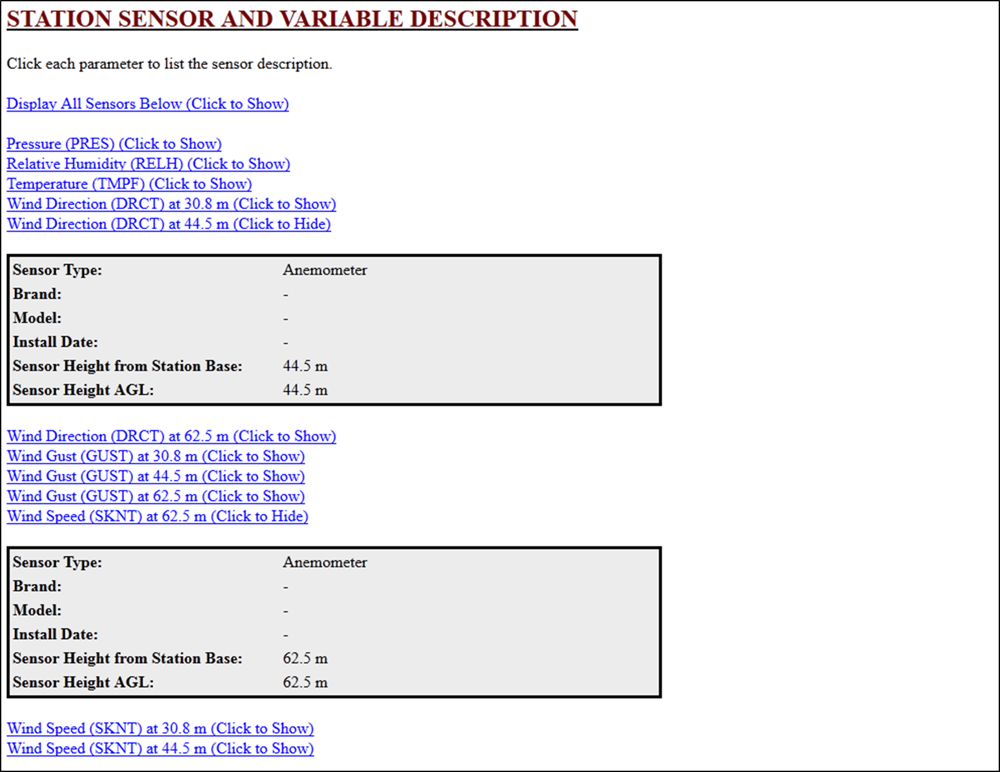 STATION SENSOR AND VARIABLE DESCRIPTION
Click each parameter to list the sensor description.
Display All Sensors Below (Click to Show)
Pressure (PRES) (Click to Show)
Relative Humidity (RELH) (Click to Show)
Temperature (TMPF) (Click to Show)
Wind Direction (DRCT) at 30.8 m (Click to Show)
Wind Direction (DRCT) at 44.5 m (Click to Hide)
Sensor Type: Anemometer
Brand: -
Model: -
Install Date: -
Sensor Height from Station Base: 44.5 m
Sensor Height AGL: 44.5 m
Wind Direction (DRCT) at 62.5 m (Click to Show)
Wind Gust (GUST) at 30.8 m (Click to Show)
Wind Gust (GUST) at 44.5 m (Click to Show)
Wind Gust (GUST) at 62.5 m (Click to Show)
Wind Speed (SKNT) at 62.5 m (Click to Hide)
Sensor Type: Anemometer
Brand: -
Model: -
Install Date: -
Sensor Height from Station Base: 62.5 m
Sensor Height AGL: 62.5 m
Wind Speed (SKNT) at 30.8 m (Click to Show)
Wind Speed (SKNT) at 44.5 m (Click to Show)